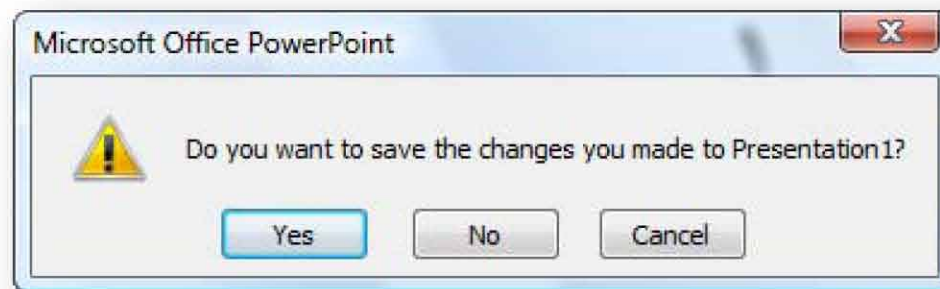 Microsoft Office PowerPoint
Do you want to save the changes you made to Presentation1?
Yes No Cancel